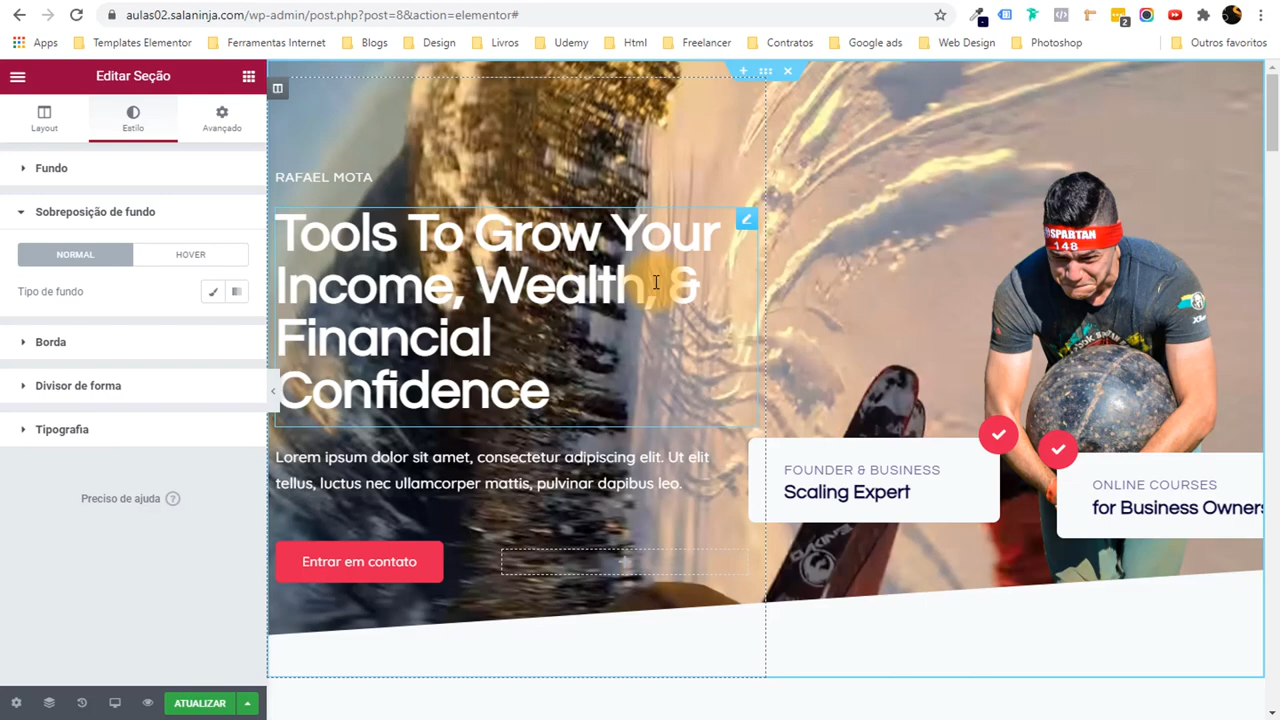 aulas02.salaninja.com/wp-admin/post.php?post=8&action=elementor#
2
Apps
Templates Elementor
Ferramentas Internet
Blogs
Design
Livros
Udemy
Html
Freelancer
Contratos
Google ads
Web Design
Photoshop
Outros favoritos
Editar Seção
Layout
Estilo
Avançado
Fundo
Sobreposição de fundo
NORMAL
HOVER
Tipo de fundo
Borda
Divisor de forma
Tipografia
Preciso de ajuda
ATUALIZAR
RAFAEL MOTA
Tools To Grow Your
Income, Wealth, &
Financial
Confidence
Lorem ipsum dolor sit amet, consectetur adipiscing elit. Ut elit
tellus, luctus nec ullamcorper mattis, pulvinar dapibus leo.
Entrar em contato
SPARTAN
148
FOUNDER & BUSINESS
Scaling Expert
ONLINE COURSES
for Business Owners
DAKINE